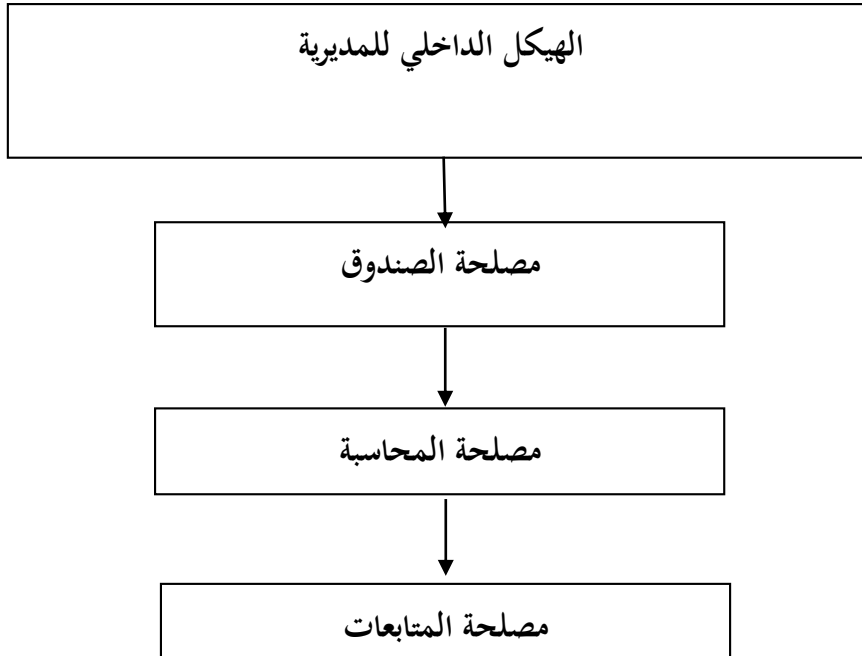 الهيكل الداخلي للمديرية
مصلحة الصندوق
مصلحة المحاسبة
مصلحة المتابعات